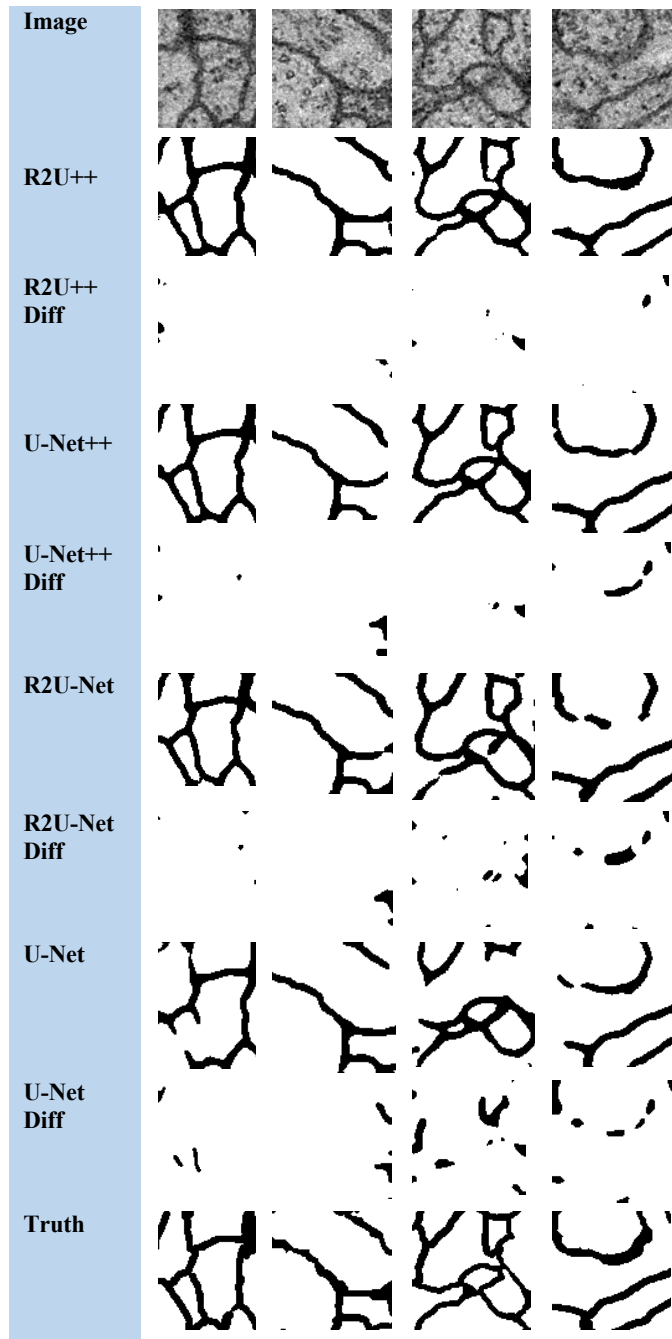 Image
R2U++
R2U++
Diff
U-Net++
U-Net++
Diff
R2U-Net
R2U-Net
Diff
U-Net
U-Net
Diff
Truth